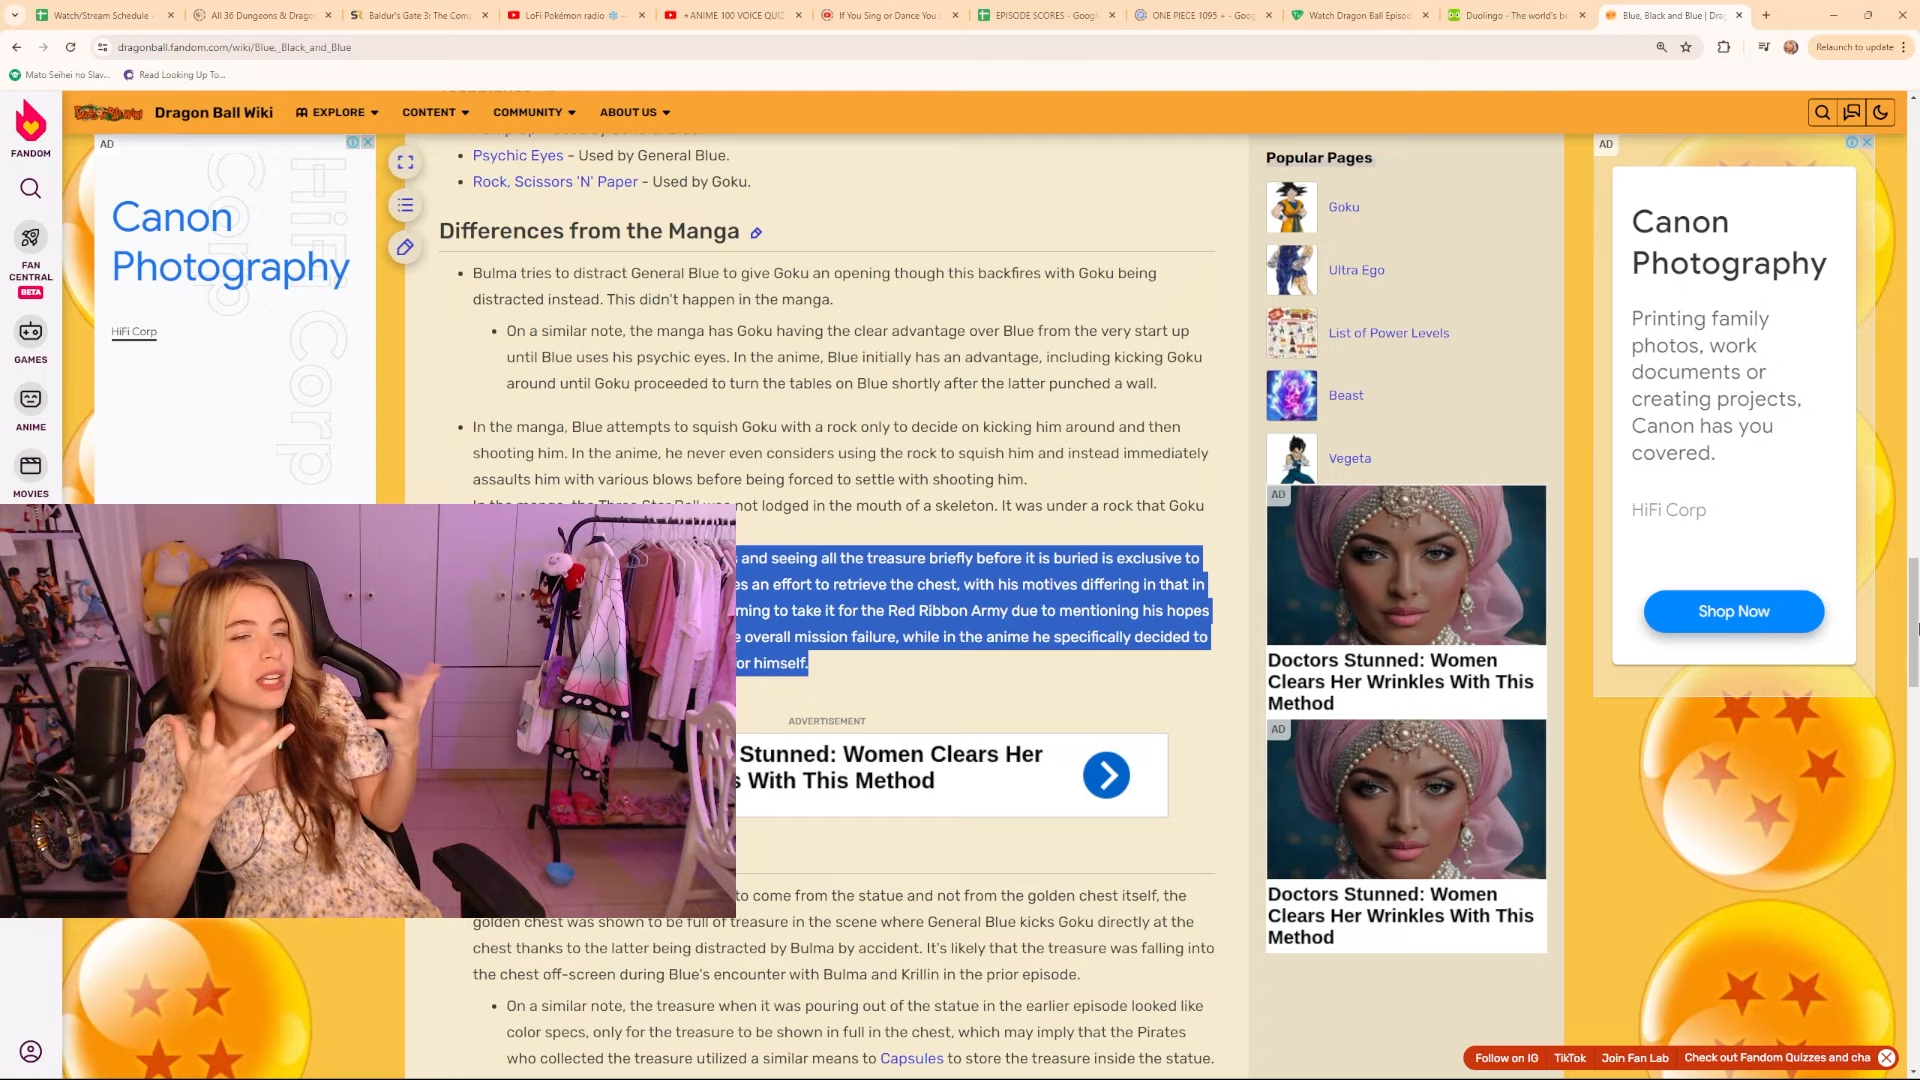 Watch/Stream Schedule -
All 36 Dungeons & Drago
Baldur's Gate 3: The Com
LoFi Pokémon radio
ANIME 100 VOICE QUIZ
If You Sing or Dance You
EPISODE SCORES - Googl
ONE PIECE 1095 + - Goo
Watch Dragon Ball Episod
Duolingo - The world's be
Blue, Black and Blue | Dra
dragonball.fandom.com/wiki/Blue,_Black_and_Blue
Relaunch to update
Mato Seihei no Slav...
Read Looking Up To...
FANDOM
FAN
CENTRAL
BETA
GAMES
ANIME
MOVIES
Dragon Ball Wiki
EXPLORE
CONTENT
COMMUNITY
ABOUT US
AD
HiFi Corp
Canon
Photography
HiFi Corp
Psychic Eyes - Used by General Blue.
Rock, Scissors 'N' Paper - Used by Goku.
Differences from the Manga
Bulma tries to distract General Blue to give Goku an opening though this backfires with Goku being
distracted instead. This didn't happen in the manga.
On a similar note, the manga has Goku having the clear advantage over Blue from the very start up
until Blue uses his psychic eyes. In the anime, Blue initially has an advantage, including kicking Goku
around until Goku proceeded to turn the tables on Blue shortly after the latter punched a wall.
In the manga, Blue attempts to squish Goku with a rock only to decide on kicking him around and then
shooting him. In the anime, he never even considers using the rock to squish him and instead immediately
assaults him with various blows before being forced to settle with shooting him.
not lodged in the mouth of a skeleton. It was under a rock that Goku
and seeing all the treasure briefly before it is buried is exclusive to
es an effort to retrieve the chest, with his motives differing in that in
ming to take it for the Red Ribbon Army due to mentioning his hopes
e overall mission failure, while in the anime he specifically decided to
or himself.
ADVERTISEMENT
Stunned: Women Clears Her
s With This Method
to come from the statue and not from the golden chest itself, the
golden chest was shown to be full of treasure in the scene where General Blue kicks Goku directly at the
chest thanks to the latter being distracted by Bulma by accident. It's likely that the treasure was falling into
the chest off-screen during Blue's encounter with Bulma and Krillin in the prior episode.
On a similar note, the treasure when it was pouring out of the statue in the earlier episode looked like
color specs, only for the treasure to be shown in full in the chest, which may imply that the Pirates
who collected the treasure utilized a similar means to Capsules to store the treasure inside the statue.
Popular Pages
Goku
Ultra Ego
List of Power Levels
Beast
Vegeta
AD
Doctors Stunned: Women
Clears Her Wrinkles With This
Method
AD
Doctors Stunned: Women
Clears Her Wrinkles With This
Method
AD
Canon
Photography
Printing family
photos, work
documents or
creating projects,
Canon has you
covered.
HiFi Corp
Shop Now
Follow on IG
TikTok
Join Fan Lab
Check out Fandom Quizzes and cha